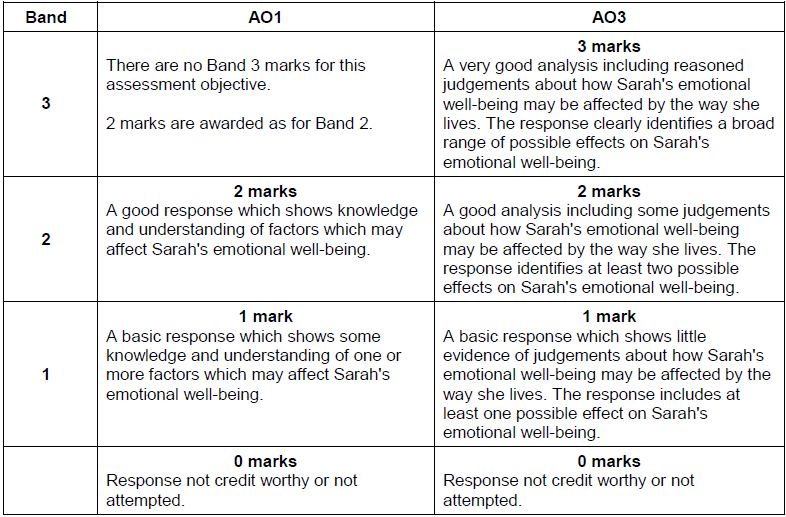 Band
AO1
AO3
3
There are no Band 3 marks for this
assessment objective.
2 marks are awarded as for Band 2.
3 marks
A very good analysis including reasoned
judgements about how Sarah's emotional
well-being may be affected by the way she
lives. The response clearly identifies a broad
range of possible effects on Sarah's
emotional well-being.
2
2 marks
A good response which shows knowledge
and understanding of factors which may
affect Sarah's emotional well-being.
2 marks
A good analysis including some judgements
about how Sarah's emotional well-being
may be affected by the way she lives. The
response identifies at least two possible
effects on Sarah's emotional well-being.
1
1 mark
A basic response which shows some
knowledge and understanding of one or
more factors which may affect Sarah's
emotional well-being.
1 mark
A basic response which shows little
evidence of judgements about how Sarah's
emotional well-being may be affected by the
way she lives. The response includes at
least one possible effect on Sarah's
emotional well-being.
0 marks
Response not credit worthy or not
attempted.
0 marks
Response not credit worthy or not
attempted.